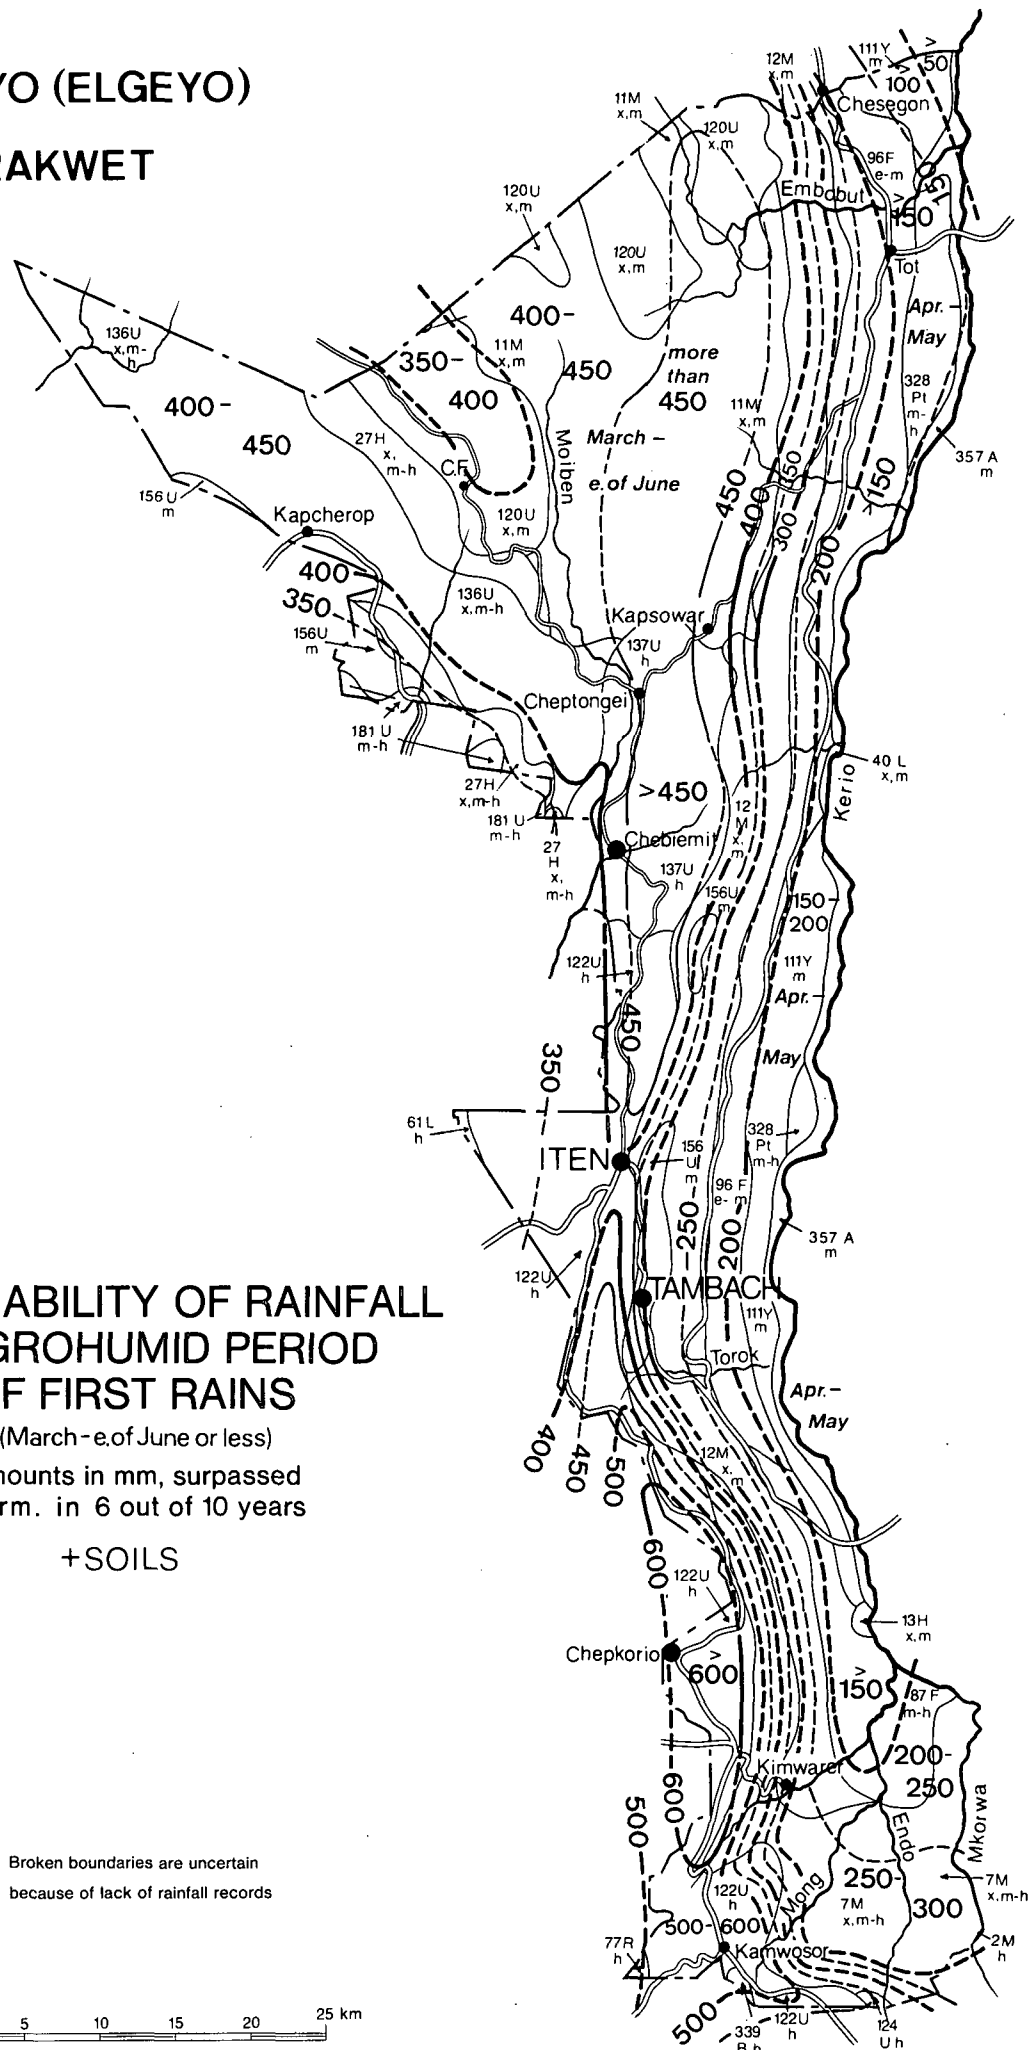 YO (ELGEYO)
RAKWET
12M
x,m
111Y
m
>
50
>
100
Chesegon
11M
x,m
120U
x,m
96F
e-m
150
Embobut
>
150
Tot
120U
x,m
120U
x,m
Apr.–
May
136U
x,m-
h
400-
450
350-
400
11M
x,m
more
than
450
11M
x,m
328
Pt
m-
h
357 A
m
400-
450
27H
x,
m-h
C.F.
Moiben
March –
e.of June
156U
m
Kapcherop
120U
x,m
450
400
350
300
>150
200
400
350
156U
m
136U
x,m-h
Kapsowar
137U
h
Cheptongei
181 U
m-h
27H
x,m-h
181 U
m-h
27
H
x,
m-h
>450
12
M
x,
m
40 L
x,m
Kerio
Chebiemit
137U
h
156U
m
150-
200
122U
h
111Y
m
Apr.–
May
450
350
61L
h
ITEN
156
U
m
328
Pt
m-h
96 F
e- m
250
200
357 A
m
122U
h
TAMBACH
111Y
m
Torok
Apr.–
May
ABILITY OF RAINFALL
GROHUMID PERIOD
F FIRST RAINS
(March-e.of June or less)
nounts in mm, surpassed
rm. in 6 out of 10 years
+SOILS
400
450
500
12M
x,m
600
122U
h
13H
x,m
Chepkorio
>
600
>
150
87 F
m-h
200-
250
Kimwarer
600
500
Endo
Mkorwa
Broken boundaries are uncertain
because of lack of rainfall records
122U
h
Mong
250-
300
7M
x,m-h
7M
x,m-h
500-600
77R
h
Kamwosor
2M
h
500
339
B h
122U
h
124
U h
5 10 15 20 25 km